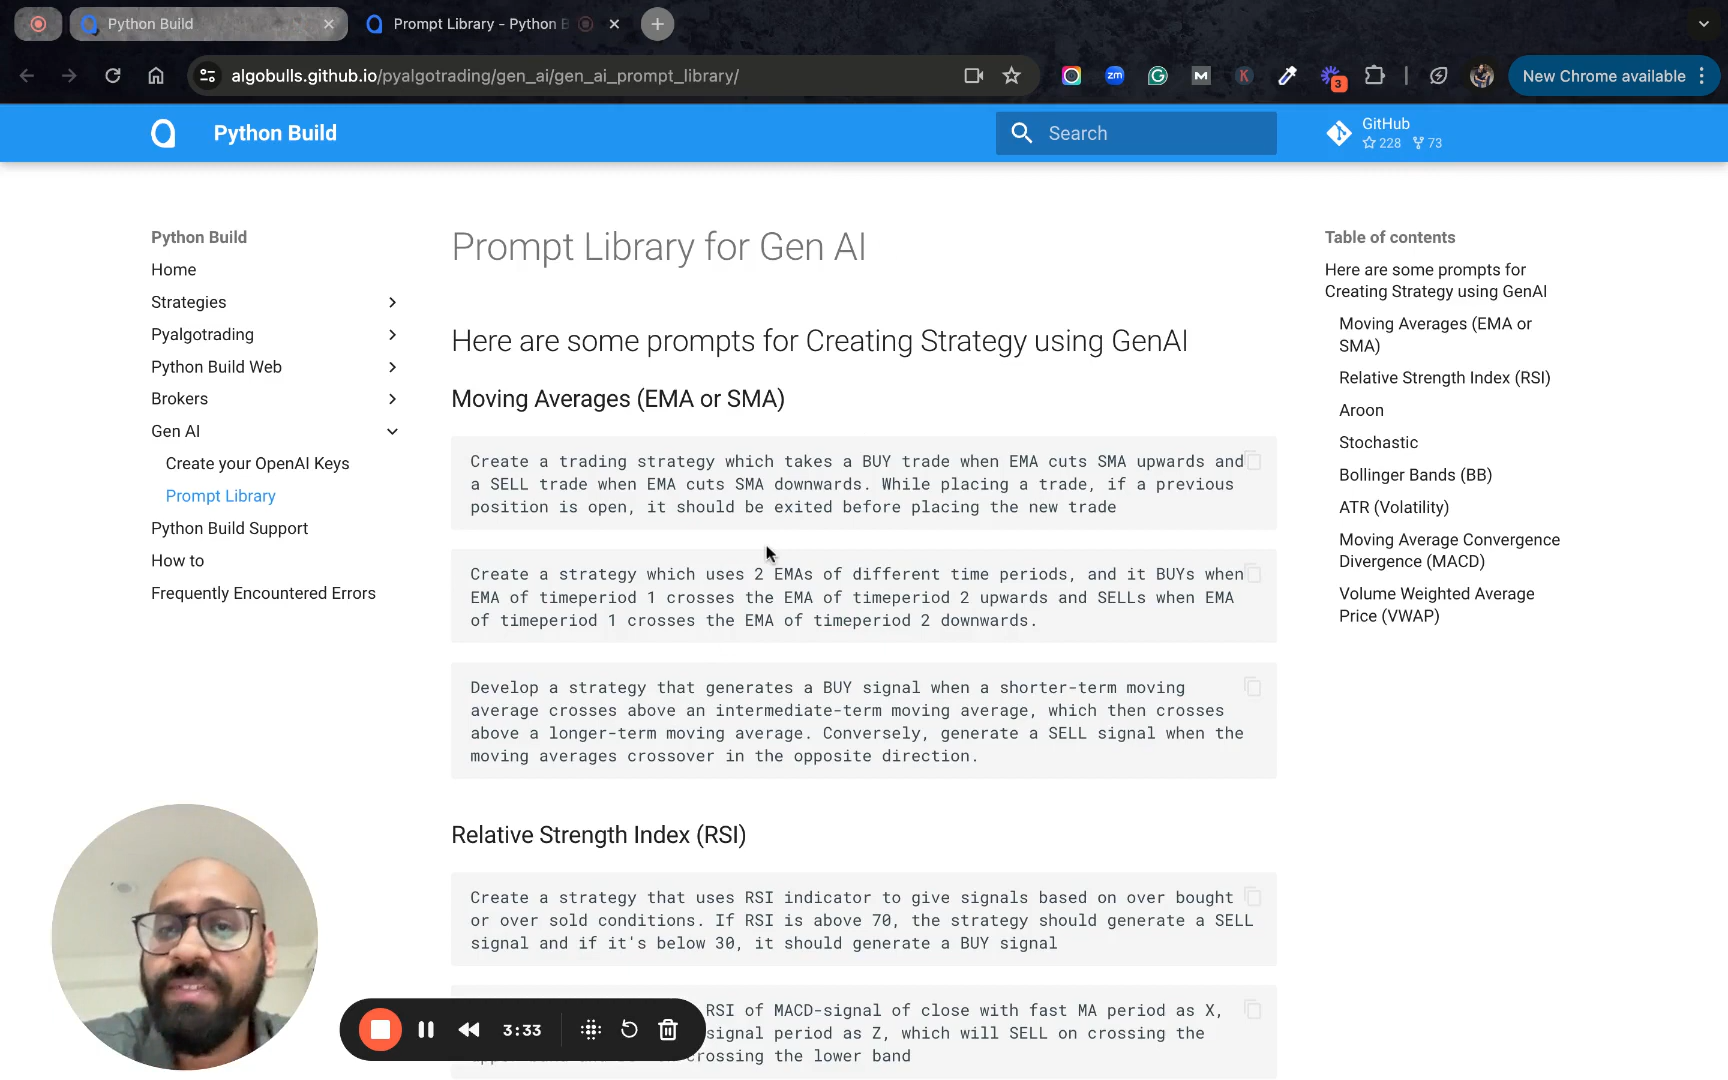 Python Build
Prompt Library - Python B
algobulls.github.io/pyalgotrading/gen_ai/gen_ai_prompt_library/
zm
G
M
K
3
New Chrome available
Python Build
Search
GitHub
228 73
Python Build
Home
Strategies
Pyalgotrading
Python Build Web
Brokers
Gen AI
Create your OpenAI Keys
Prompt Library
Python Build Support
How to
Frequently Encountered Errors
Prompt Library for Gen AI
Here are some prompts for Creating Strategy using GenAI
Moving Averages (EMA or SMA)
Create a trading strategy which takes a BUY trade when EMA cuts SMA upwards and
a SELL trade when EMA cuts SMA downwards. While placing a trade, if a previous
position is open, it should be exited before placing the new trade
Create a strategy which uses 2 EMAs of different time periods, and it BUYs when
EMA of timeperiod 1 crosses the EMA of timeperiod 2 upwards and SELLs when EMA
of timeperiod 1 crosses the EMA of timeperiod 2 downwards.
Develop a strategy that generates a BUY signal when a shorter-term moving
average crosses above an intermediate-term moving average, which then crosses
above a longer-term moving average. Conversely, generate a SELL signal when the
moving averages crossover in the opposite direction.
Relative Strength Index (RSI)
Create a strategy that uses RSI indicator to give signals based on over bought
or over sold conditions. If RSI is above 70, the strategy should generate a SELL
signal and if it's below 30, it should generate a BUY signal
RSI of MACD-signal of close with fast MA period as X,
signal period as Z, which will SELL on crossing the
crossing the lower band
3:33
Table of contents
Here are some prompts for
Creating Strategy using GenAI
Moving Averages (EMA or
SMA)
Relative Strength Index (RSI)
Aroon
Stochastic
Bollinger Bands (BB)
ATR (Volatility)
Moving Average Convergence
Divergence (MACD)
Volume Weighted Average
Price (VWAP)